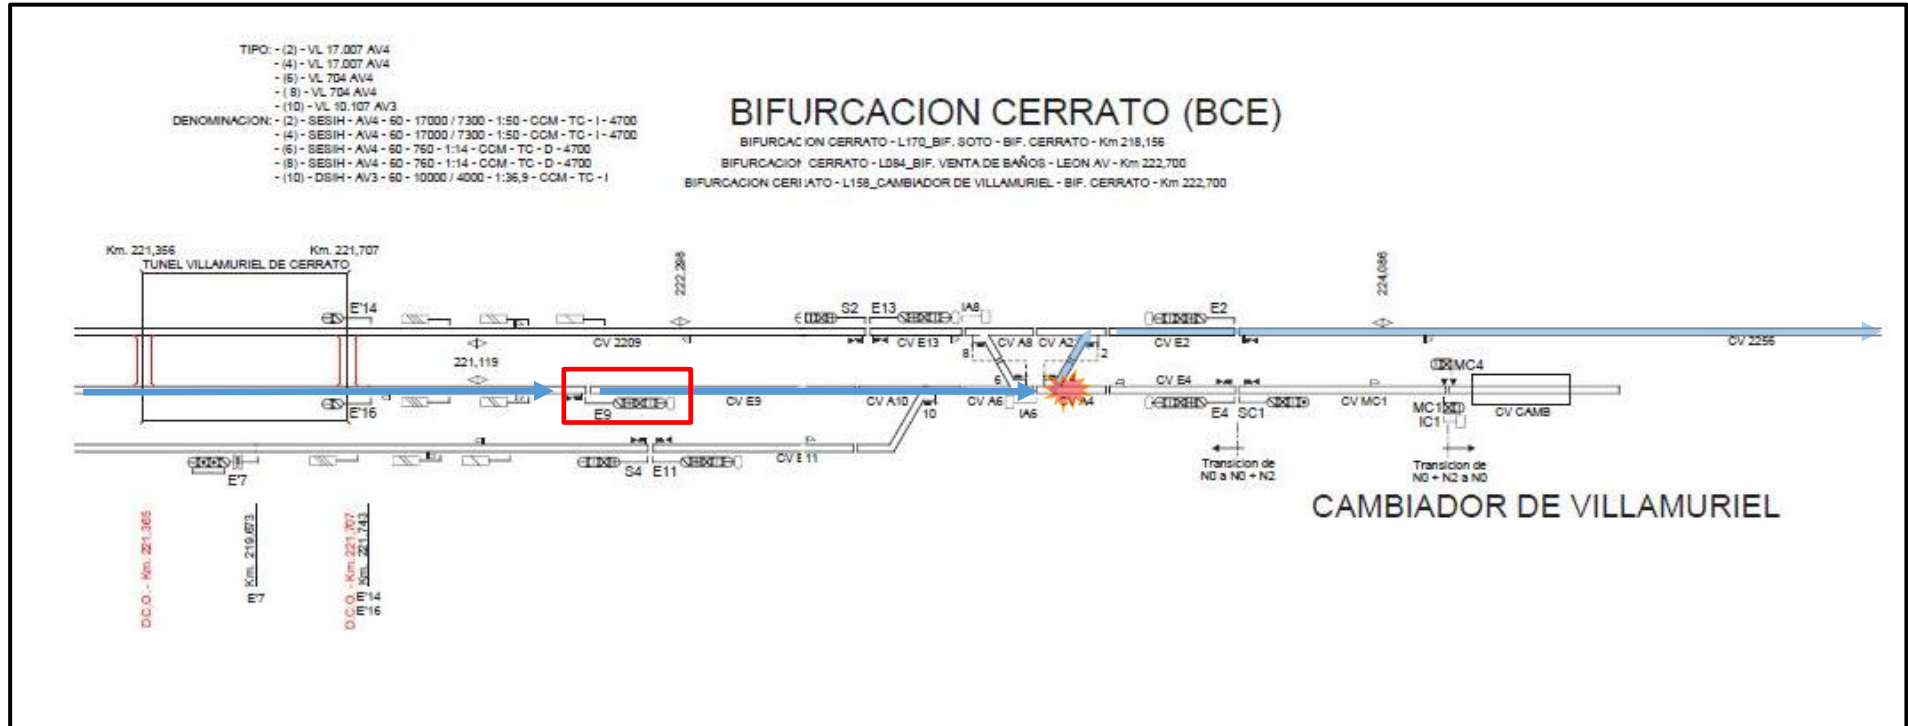 TIPO: - (2) - VL 17.007 AV4
- (4) - VL 17.007 AV4
- (6) - VL 704 AV4
- (8) - VL 704 AV4
- (10) - VL 10.107 AV3
DENOMINACION: - (2) - SESIH - AV4 - 60 - 17000 / 7300 - 1:50 - CCM - TC - I - 4700
- (4) - SESIH - AV4 - 60 - 17000 / 7300 - 1:50 - CCM - TC - I - 4700
- (6) - SESIH - AV4 - 60 - 760 - 1:14 - CCM - TC - D - 4700
- (8) - SESIH - AV4 - 60 - 760 - 1:14 - CCM - TC - D - 4700
- (10) - DSIH - AV3 - 60 - 10000 / 4000 - 1:36,9 - CCM - TC - I
BIFURCACION CERRATO (BCE)
BIFURCACION CERRATO - L170_BIF. SOTO - BIF. CERRATO - Km 218,156
BIFURCACION CERRATO - L084_BIF. VENTA DE BAÑOS - LEON AV - Km 222,700
BIFURCACION CERRATO - L158_CAMBIADOR DE VILLAMURIEL - BIF. CERRATO - Km 222,700
Km. 221,356
Km. 221,707
TUNEL VILLAMURIEL DE CERRATO
222,298
224,086
E'14
S2 E13
IA8
E2
CV 2209
CV E13
CV A8
CV A2
CV E2
CV 2256
8
2
221,119
MC4
6
CV E4
E'16
E9
CV E9
CV A10
CV A6
CV A4
CV MC1
MC1
CV CAMB
10
IA6
E4 SC1
IC1
CV E11
E'7
S4 E11
Transicion de
N0 a N0 + N2
Transicion de
N0 + N2 a N0
CAMBIADOR DE VILLAMURIEL
D.C.O. - Km. 221,365
Km. 219,673
E'7
D.C.O. - Km. 221,707
Km. 221,743
E'14
E'16